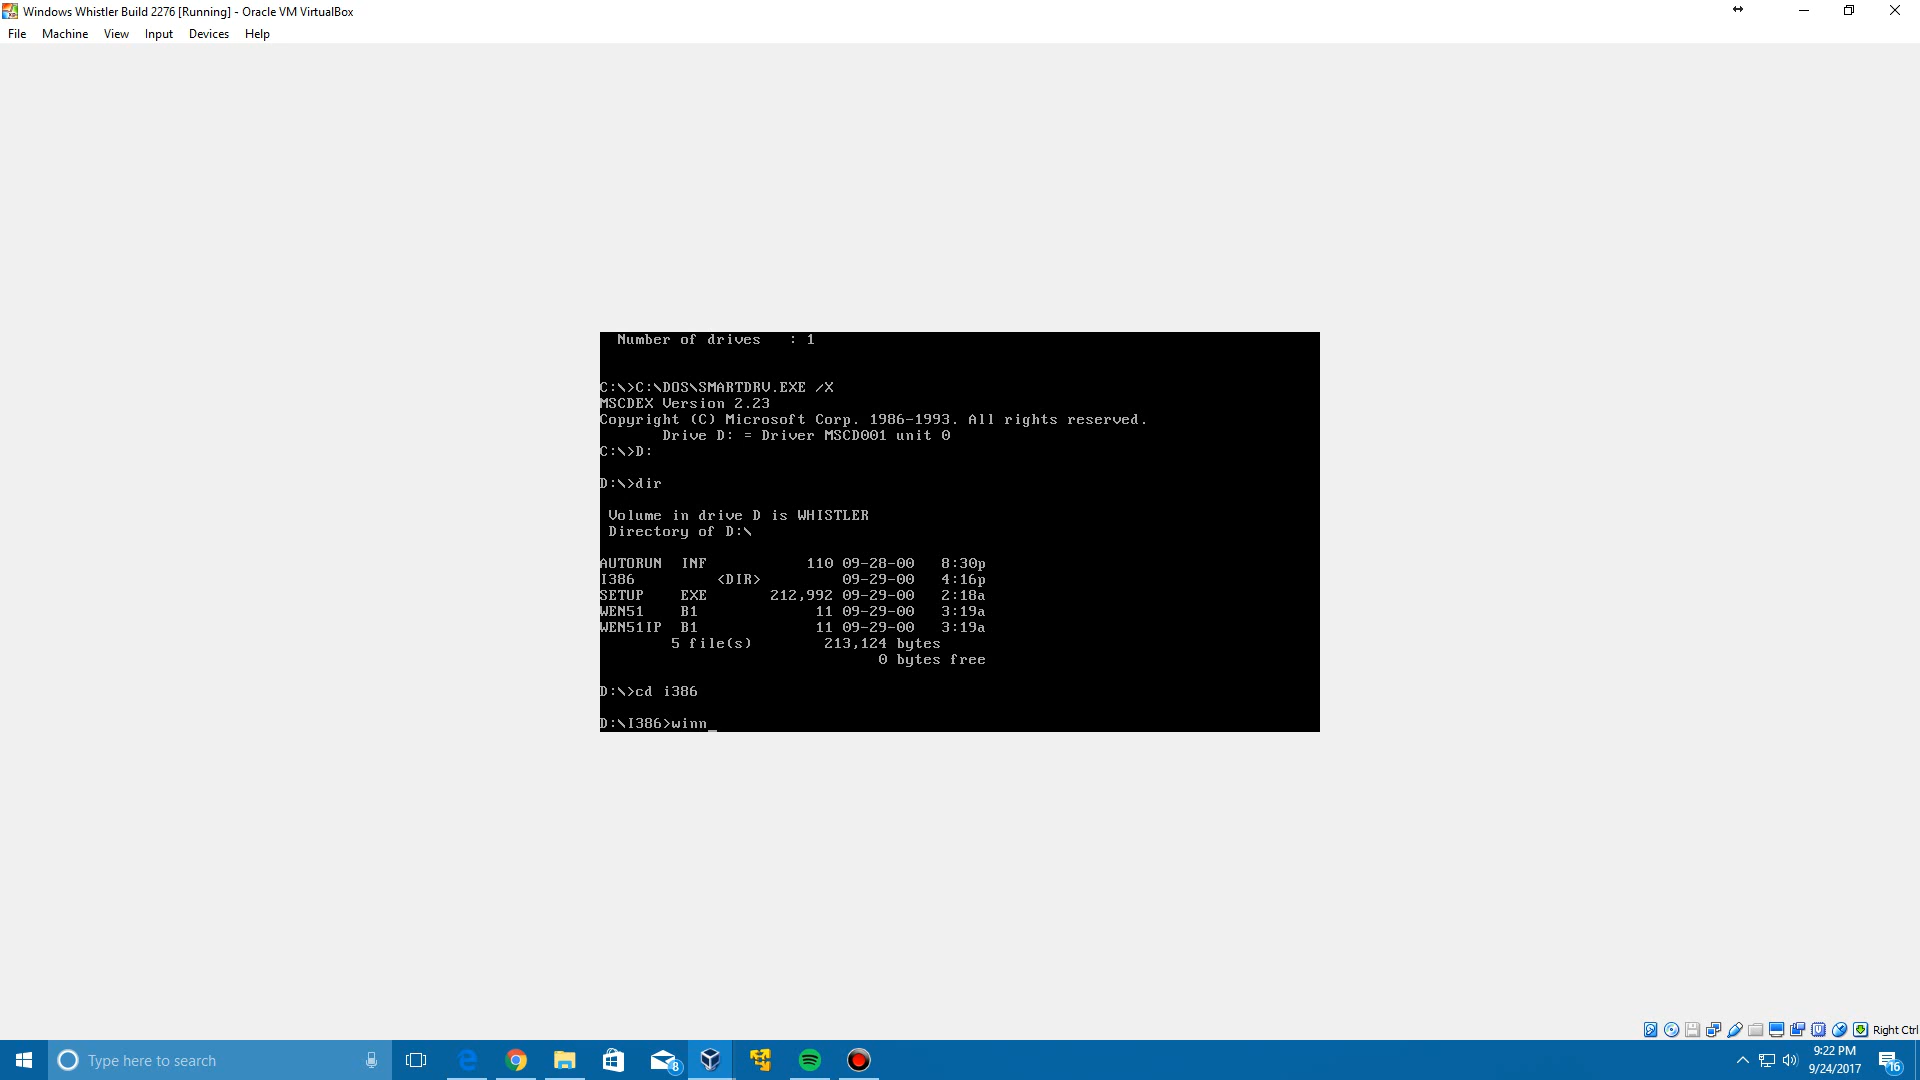 Windows Whistler Build 2276 [Running] - Oracle VM VirtualBox
File Machine View Input Devices Help
Number of drives : 1
C:\>C:\DOS\SMARTDRV.EXE /X
MSCDEX Version 2.23
Copyright (C) Microsoft Corp. 1986-1993. All rights reserved.
Drive D: = Driver MSCD001 unit 0
C:\>D:
D:\>dir
Volume in drive D is WHISTLER
Directory of D:\
AUTORUN INF 110 09-28-00 8:30p
I386 <DIR> 09-29-00 4:16p
SETUP EXE 212,992 09-29-00 2:18a
WEN51 B1 11 09-29-00 3:19a
WEN51IP B1 11 09-29-00 3:19a
5 file(s) 213,124 bytes
0 bytes free
D:\>cd i386
D:\I386>winn_
Right Ctrl
Type here to search
8
9:22 PM
9/24/2017
16